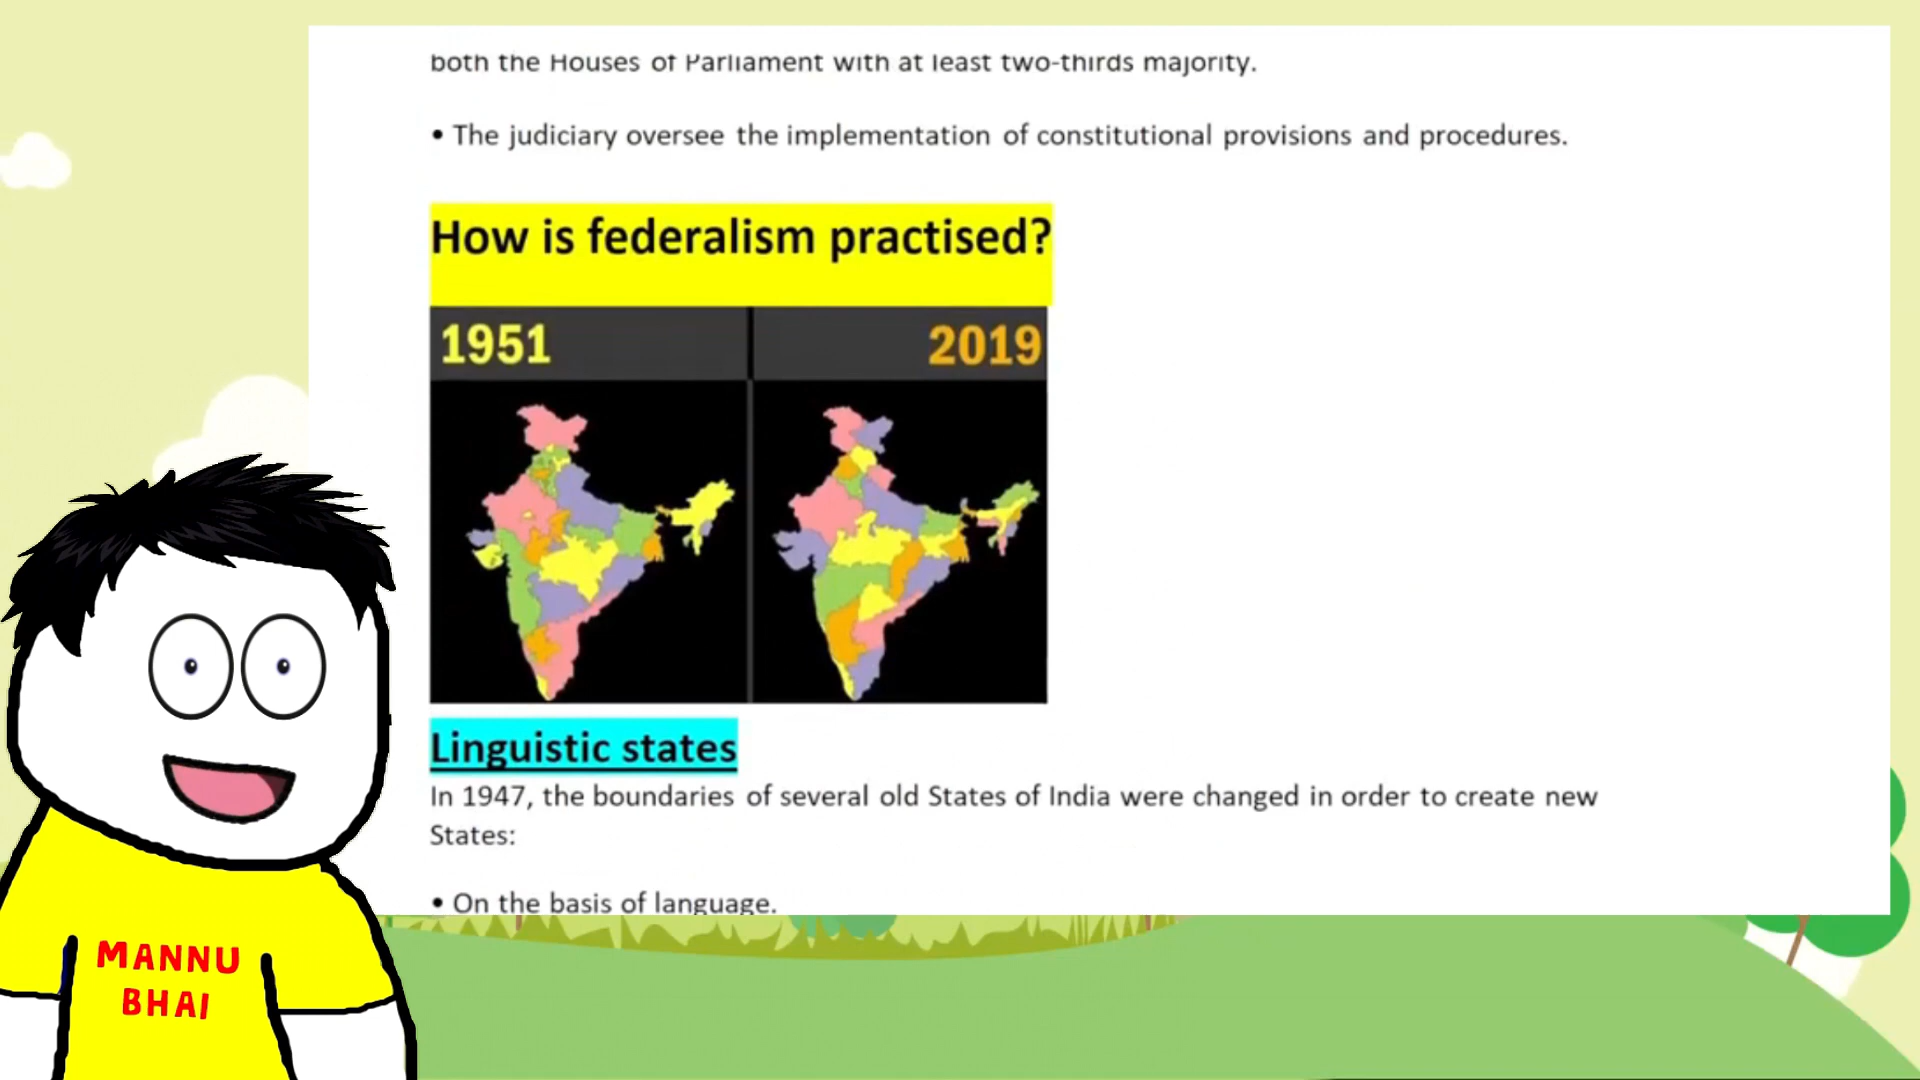 both the Houses of Parliament with at least two-thirds majority.
• The judiciary oversee the implementation of constitutional provisions and procedures.
How is federalism practised?
1951
2019
Linguistic states
In 1947, the boundaries of several old States of India were changed in order to create new
States:
• On the basis of language.
MANNU
BHAI